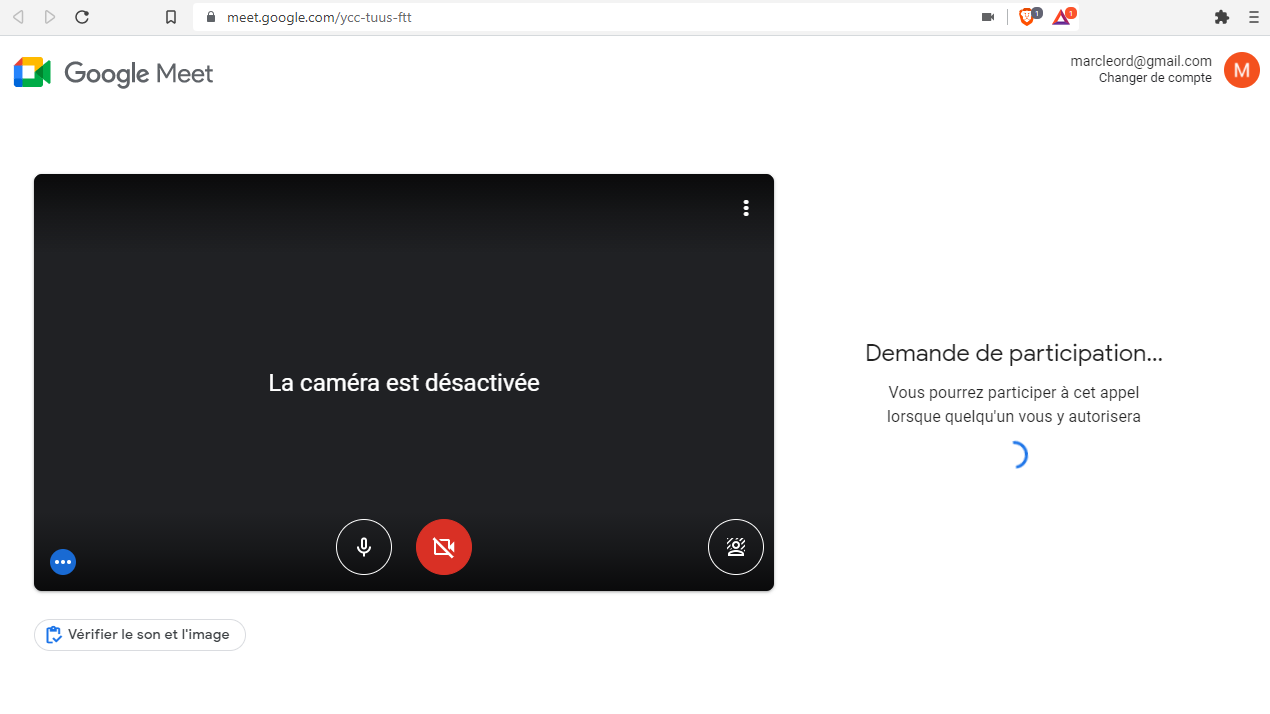 meet.google.com/ycc-tuus-ftt
1
1
Google Meet
marcleord@gmail.com
Changer de compte
M
La caméra est désactivée
Demande de participation...
Vous pourrez participer à cet appel
lorsque quelqu'un vous y autorisera
Vérifier le son et l'image